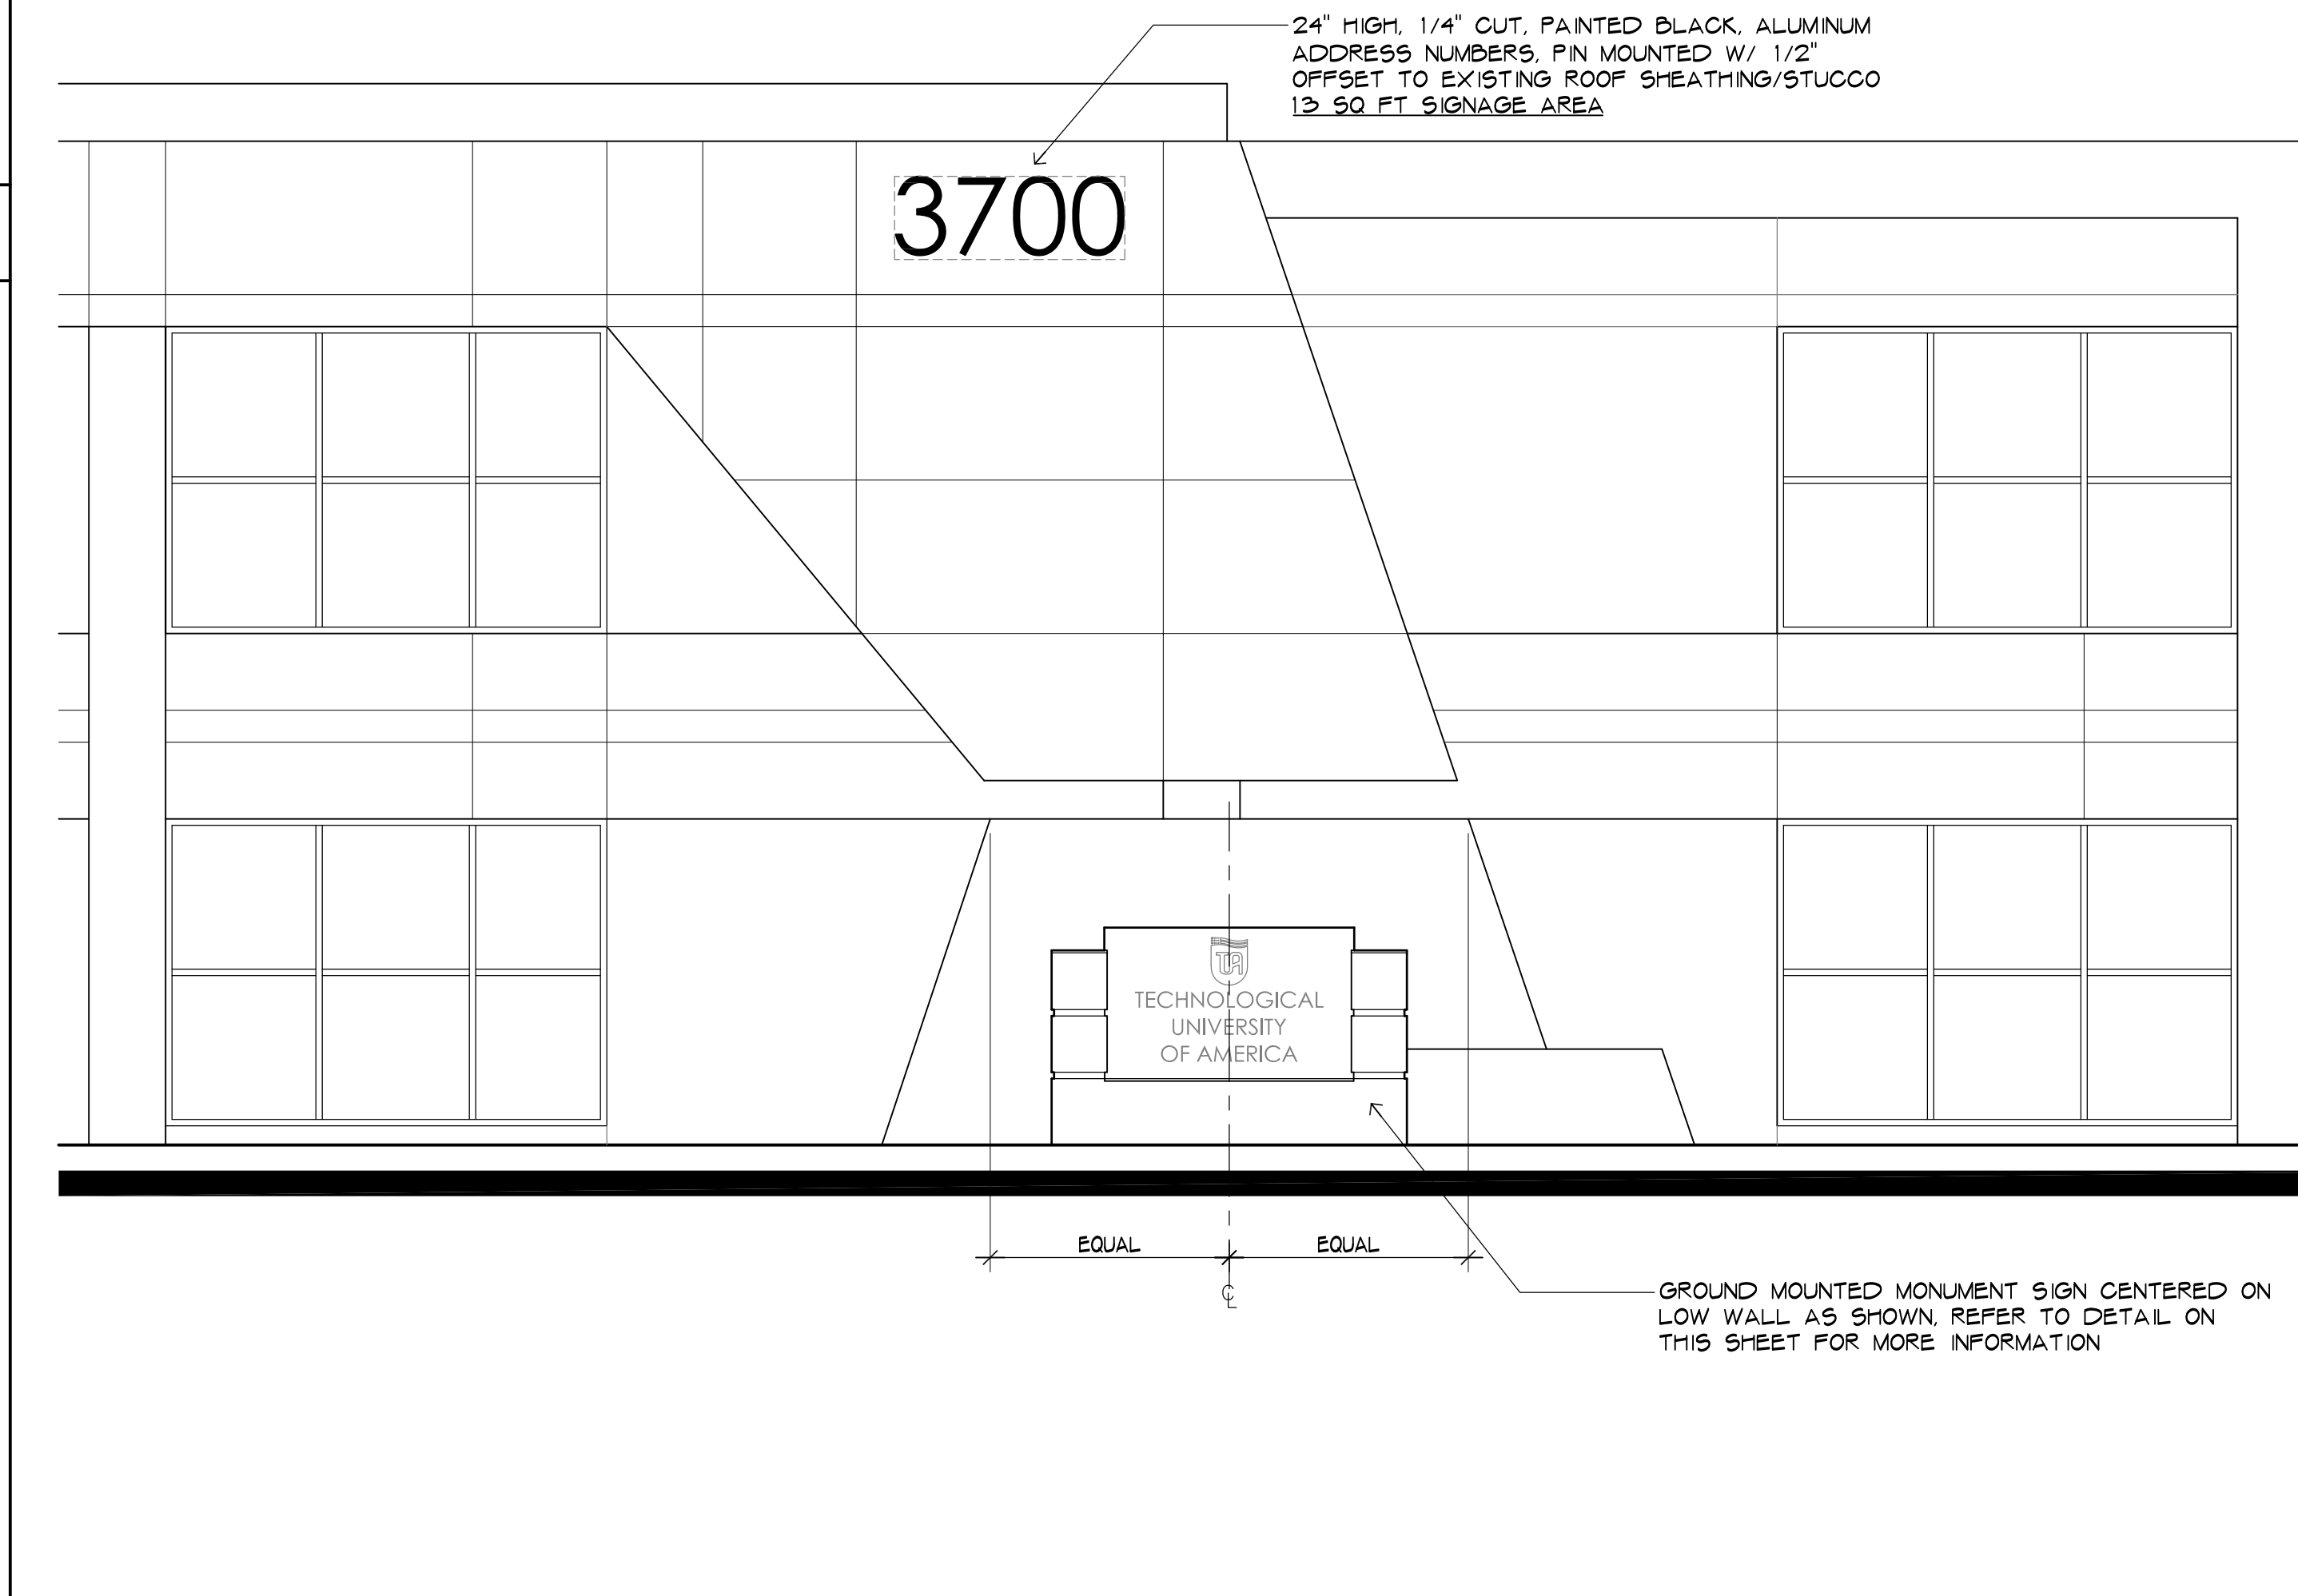 24" HIGH, 1/4" CUT, PAINTED BLACK, ALUMINUM
ADDRESS NUMBERS, PIN MOUNTED W/ 1/2"
OFFSET TO EXISTING ROOF SHEATHING/STUCCO
13 SQ FT SIGNAGE AREA
3700
TUA
TECHNOLOGICAL
UNIVERSITY
OF AMERICA
EQUAL EQUAL
CL
GROUND MOUNTED MONUMENT SIGN CENTERED ON
LOW WALL AS SHOWN, REFER TO DETAIL ON
THIS SHEET FOR MORE INFORMATION